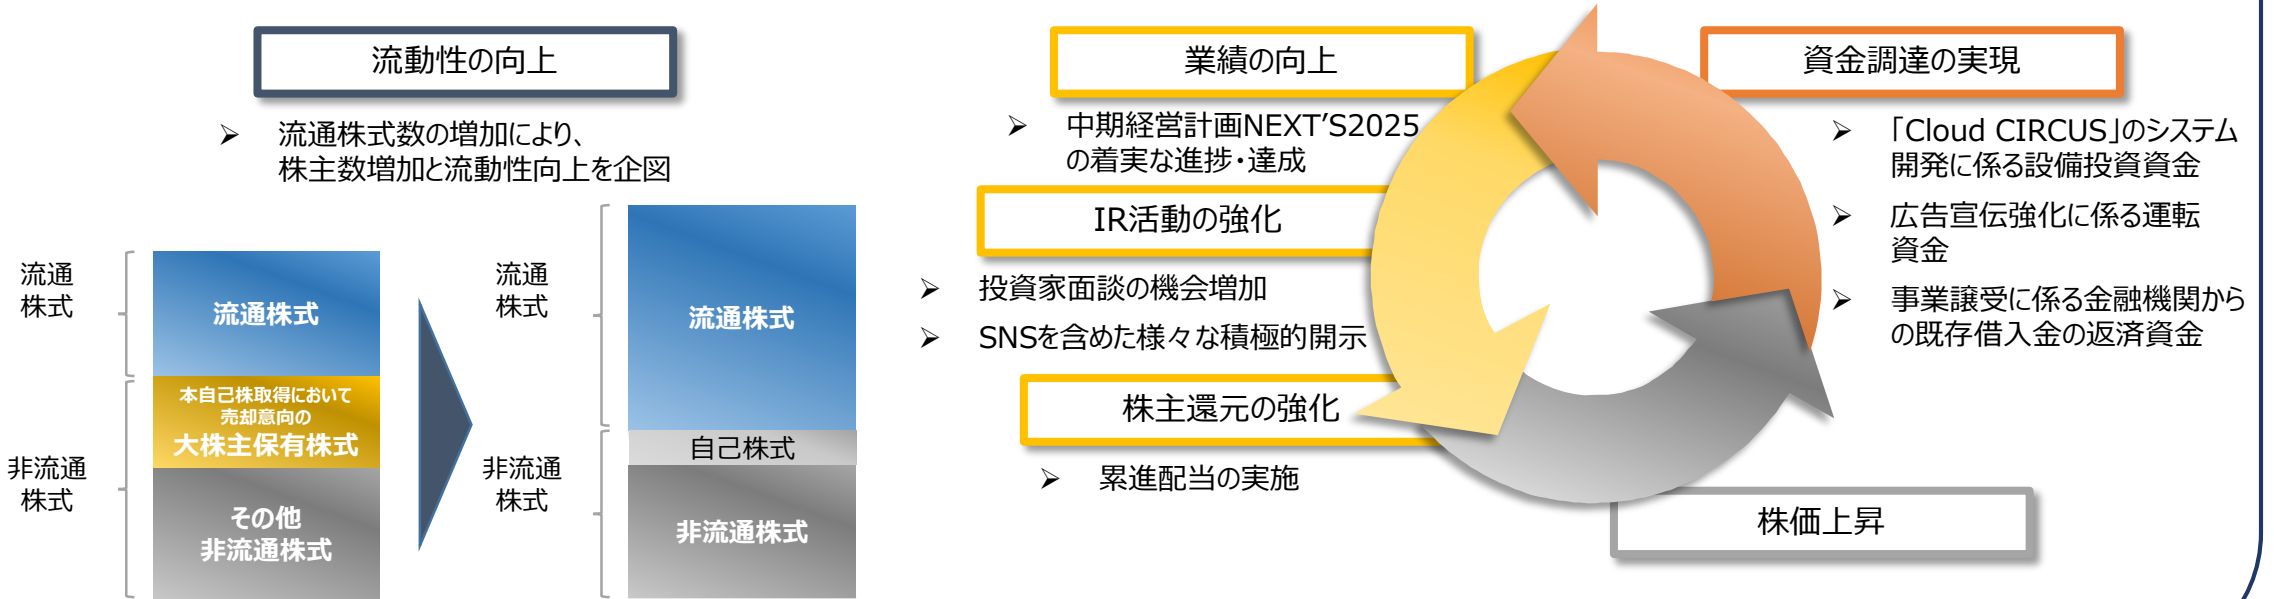 流動性の向上
➢ 流通株式数の増加により、
株主数増加と流動性向上を企図
流通
株式
非流通
株式
流通株式
本自己株取得において
売却意向の
大株主保有株式
その他
非流通株式
流通
株式
非流通
株式
流通株式
自己株式
非流通株式
業績の向上
➢ 中期経営計画NEXT'S2025
の着実な進捗・達成
IR活動の強化
➢ 投資家面談の機会増加
➢ SNSを含めた様々な積極的開示
株主還元の強化
➢ 累進配当の実施
資金調達の実現
➢ 「Cloud CIRCUS」のシステム
開発に係る設備投資資金
➢ 広告宣伝強化に係る運転
資金
➢ 事業譲受に係る金融機関から
の既存借入金の返済資金
株価上昇